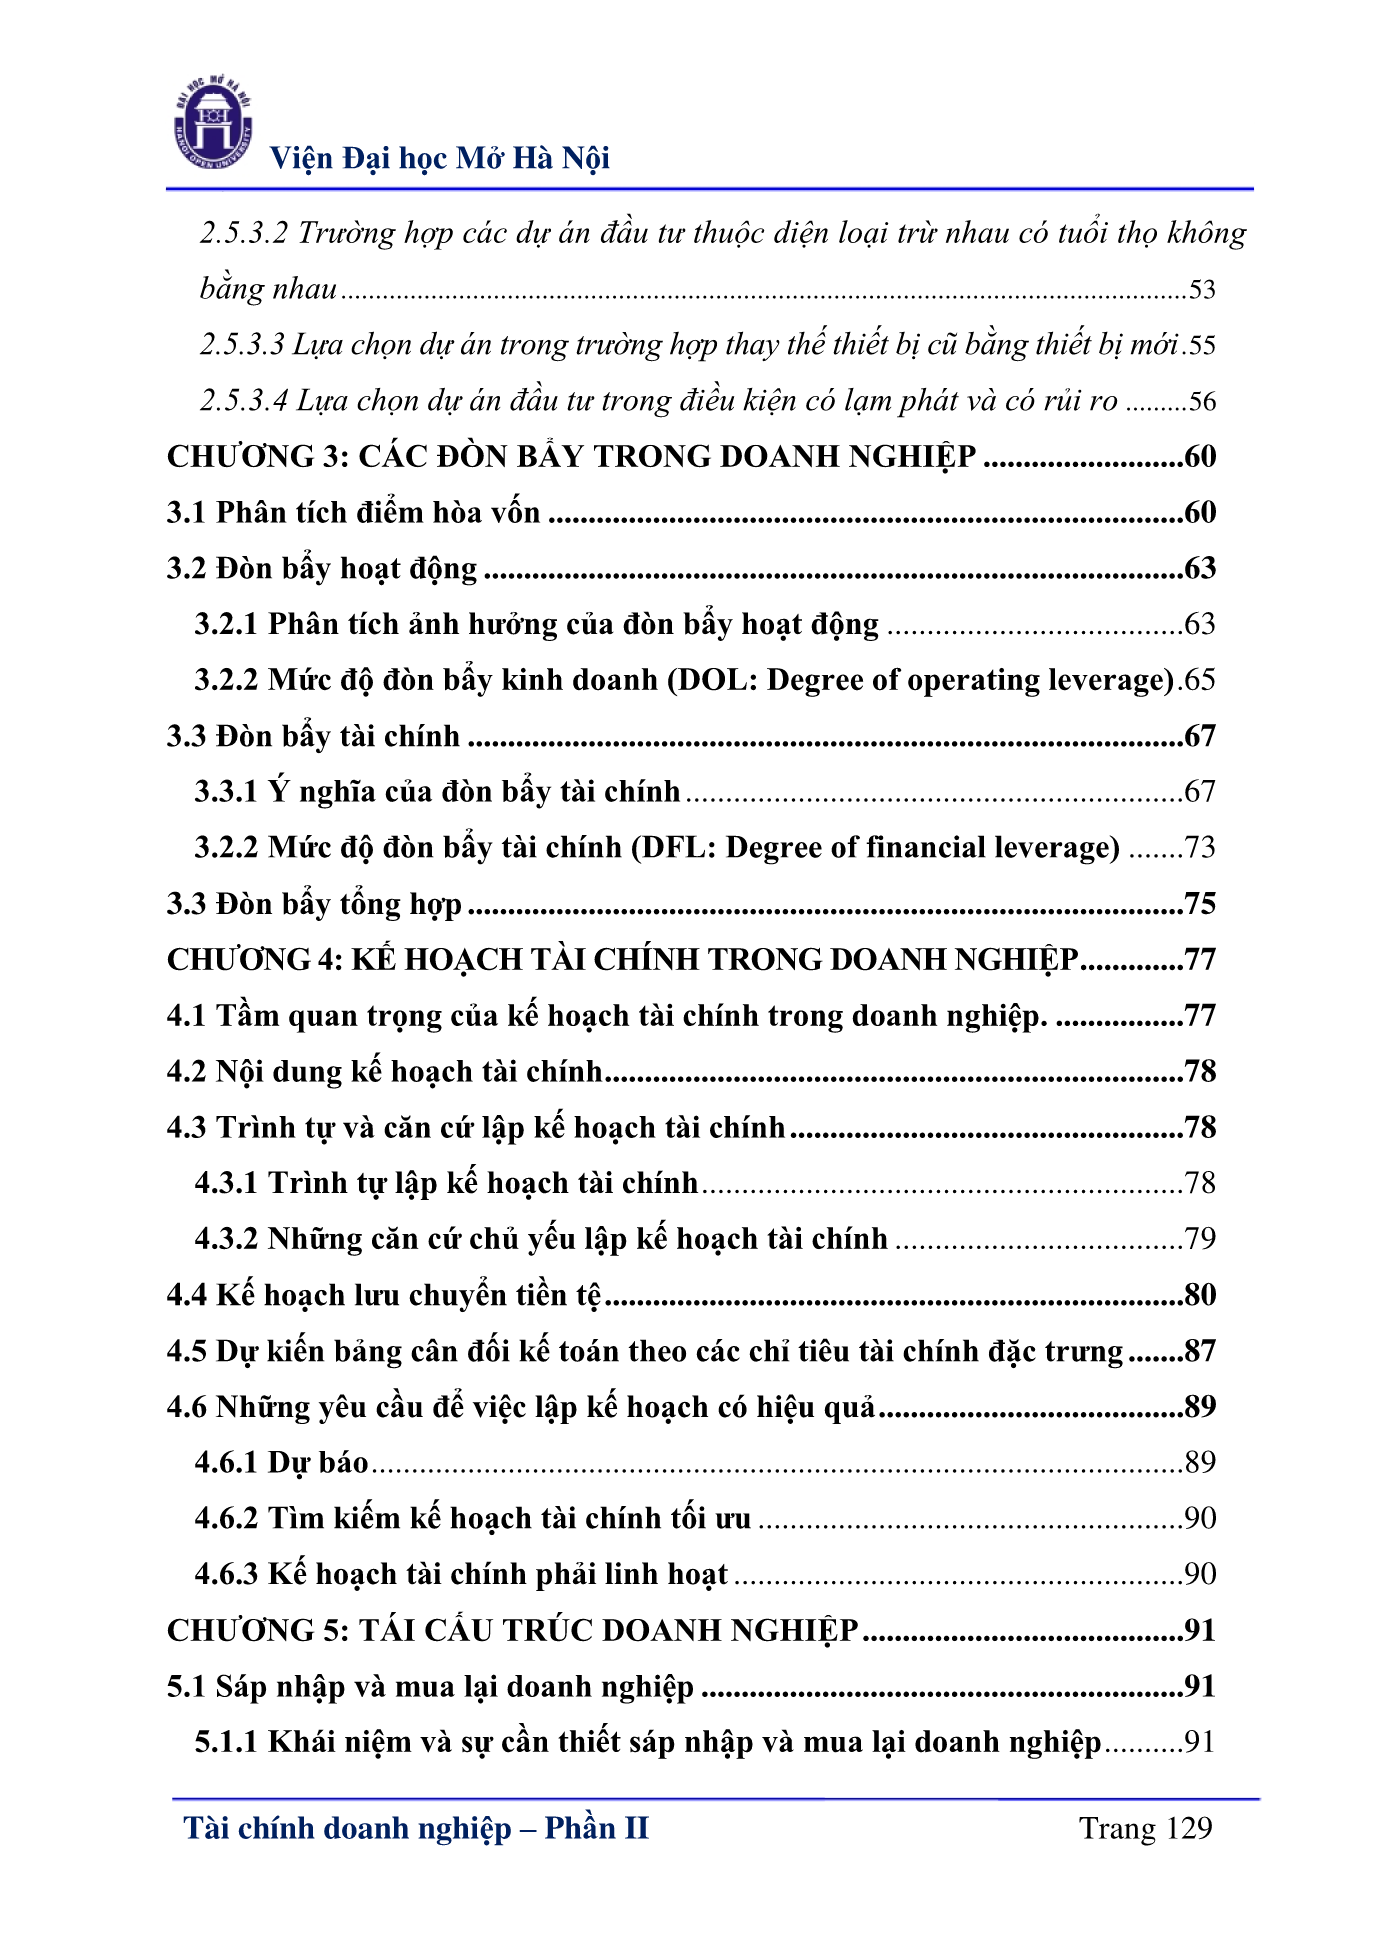 ĐẠI HỌC MỞ HÀ NỘI
HANOI OPEN UNIVERSITY
Viện Đại học Mở Hà Nội
2.5.3.2 Trường hợp các dự án đầu tư thuộc diện loại trừ nhau có tuổi thọ không
bằng nhau..........................................................................................................................53
2.5.3.3 Lựa chọn dự án trong trường hợp thay thế thiết bị cũ bằng thiết bị mới.55
2.5.3.4 Lựa chọn dự án đầu tư trong điều kiện có lạm phát và có rủi ro .........56
CHƯƠNG 3: CÁC ĐÒN BẨY TRONG DOANH NGHIỆP .........................60
3.1 Phân tích điểm hòa vốn ...............................................................................60
3.2 Đòn bẩy hoạt động .......................................................................................63
3.2.1 Phân tích ảnh hưởng của đòn bẩy hoạt động .....................................63
3.2.2 Mức độ đòn bẩy kinh doanh (DOL: Degree of operating leverage).65
3.3 Đòn bẩy tài chính .........................................................................................67
3.3.1 Ý nghĩa của đòn bẩy tài chính..............................................................67
3.2.2 Mức độ đòn bẩy tài chính (DFL: Degree of financial leverage) .......73
3.3 Đòn bẩy tổng hợp .........................................................................................75
CHƯƠNG 4: KẾ HOẠCH TÀI CHÍNH TRONG DOANH NGHIỆP.............77
4.1 Tầm quan trọng của kế hoạch tài chính trong doanh nghiệp. ................77
4.2 Nội dung kế hoạch tài chính........................................................................78
4.3 Trình tự và căn cứ lập kế hoạch tài chính.................................................78
4.3.1 Trình tự lập kế hoạch tài chính............................................................78
4.3.2 Những căn cứ chủ yếu lập kế hoạch tài chính ....................................79
4.4 Kế hoạch lưu chuyển tiền tệ........................................................................80
4.5 Dự kiến bảng cân đối kế toán theo các chỉ tiêu tài chính đặc trưng.......87
4.6 Những yêu cầu để việc lập kế hoạch có hiệu quả......................................89
4.6.1 Dự báo.....................................................................................................89
4.6.2 Tìm kiếm kế hoạch tài chính tối ưu .....................................................90
4.6.3 Kế hoạch tài chính phải linh hoạt ........................................................90
CHƯƠNG 5: TÁI CẤU TRÚC DOANH NGHIỆP........................................91
5.1 Sáp nhập và mua lại doanh nghiệp ............................................................91
5.1.1 Khái niệm và sự cần thiết sáp nhập và mua lại doanh nghiệp..........91
Tài chính doanh nghiệp – Phần II
Trang 129